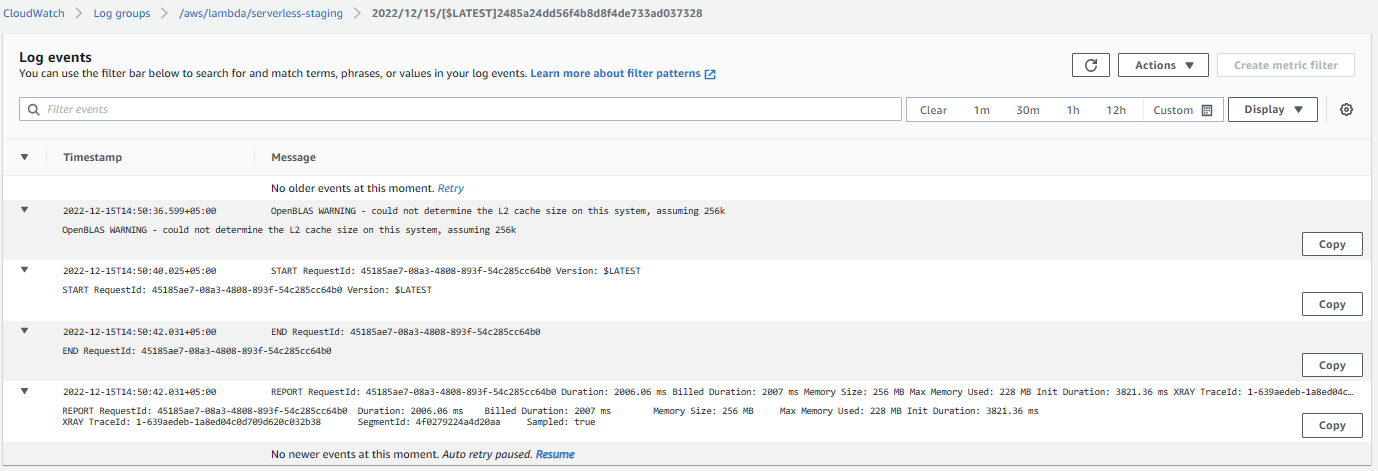 CloudWatch > Log groups > /aws/lambda/serverless-staging > 2022/12/15/[$LATEST]2485a24dd56f4b8d8f4de733ad037328
Log events
You can use the filter bar below to search for and match terms, phrases, or values in your log events. Learn more about filter patterns
Actions
Create metric filter
Filter events
Clear 1m 30m 1h 12h Custom
Display
Timestamp Message
No older events at this moment. Retry
2022-12-15T14:50:36.599+05:00 OpenBLAS WARNING - could not determine the L2 cache size on this system, assuming 256k
OpenBLAS WARNING - could not determine the L2 cache size on this system, assuming 256k
Copy
2022-12-15T14:50:40.025+05:00 START RequestId: 45185ae7-08a3-4808-893f-54c285cc64b0 Version: $LATEST
START RequestId: 45185ae7-08a3-4808-893f-54c285cc64b0 Version: $LATEST
Copy
2022-12-15T14:50:42.031+05:00 END RequestId: 45185ae7-08a3-4808-893f-54c285cc64b0
END RequestId: 45185ae7-08a3-4808-893f-54c285cc64b0
Copy
2022-12-15T14:50:42.031+05:00 REPORT RequestId: 45185ae7-08a3-4808-893f-54c285cc64b0 Duration: 2006.06 ms Billed Duration: 2007 ms Memory Size: 256 MB Max Memory Used: 228 MB Init Duration: 3821.36 ms XRAY TraceId: 1-639aedeb-1a8ed04c…
REPORT RequestId: 45185ae7-08a3-4808-893f-54c285cc64b0 Duration: 2006.06 ms Billed Duration: 2007 ms Memory Size: 256 MB Max Memory Used: 228 MB Init Duration: 3821.36 ms
XRAY TraceId: 1-639aedeb-1a8ed04c0d709d620c032b38 SegmentId: 4f0279224a4d20aa Sampled: true
Copy
No newer events at this moment. Auto retry paused. Resume